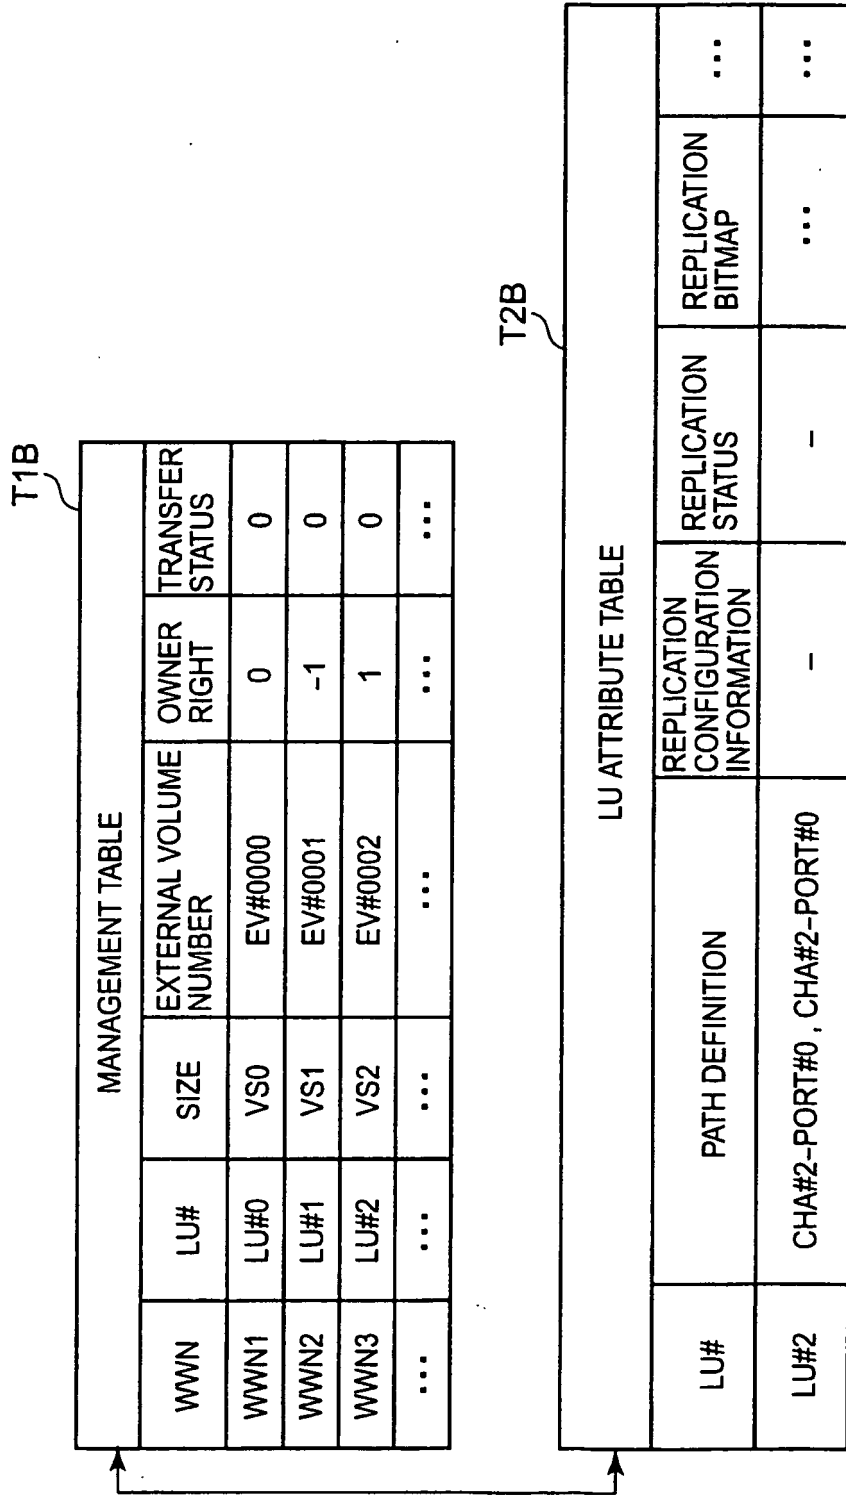 T1B
MANAGEMENT TABLE
WWN LU# SIZE EXTERNAL VOLUME NUMBER OWNER RIGHT TRANSFER STATUS
WWN1 LU#0 VS0 EV#0000 0 0
WWN2 LU#1 VS1 EV#0001 -1 0
WWN3 LU#2 VS2 EV#0002 1 0
... ... ... ... ... ...
T2B
LU ATTRIBUTE TABLE
LU# PATH DEFINITION REPLICATION CONFIGURATION INFORMATION REPLICATION STATUS REPLICATION BITMAP ...
LU#2 CHA#2-PORT#0, CHA#2-PORT#0 - - ... ...